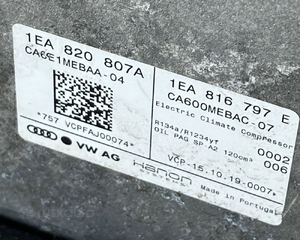 1EA 820 807A
CA6E1MEBAA-04
*757 VCPFAJ00074*
VW AG
1EA 816 797 E
CA600MEBAC-07
Electric Climate Compressor
R134a/R1234yf 0002
OIL PAG SP-A2 120cm³ 006
VCP-15.10.19-0007*
Hanon
SYSTEMS
Made in Portugal